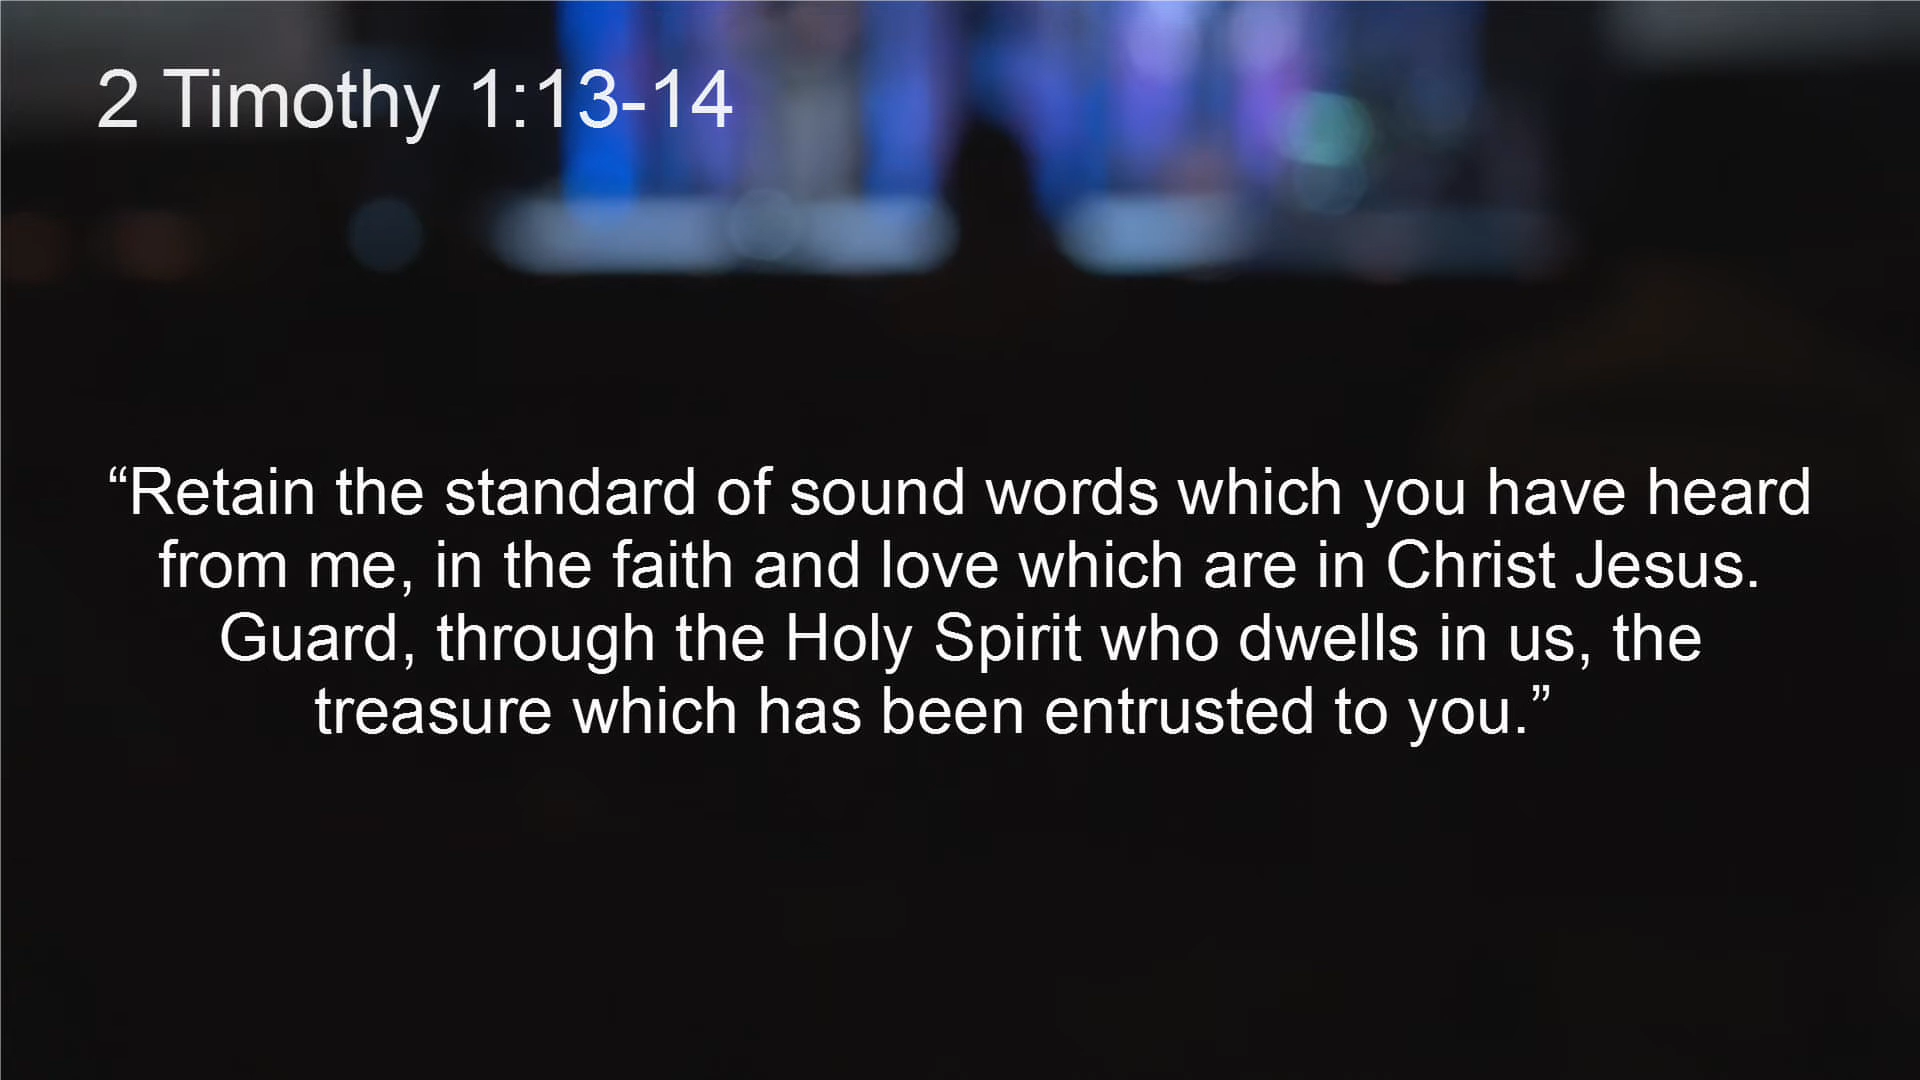 2 Timothy 1:13-14
“Retain the standard of sound words which you have heard
from me, in the faith and love which are in Christ Jesus.
Guard, through the Holy Spirit who dwells in us, the
treasure which has been entrusted to you.”